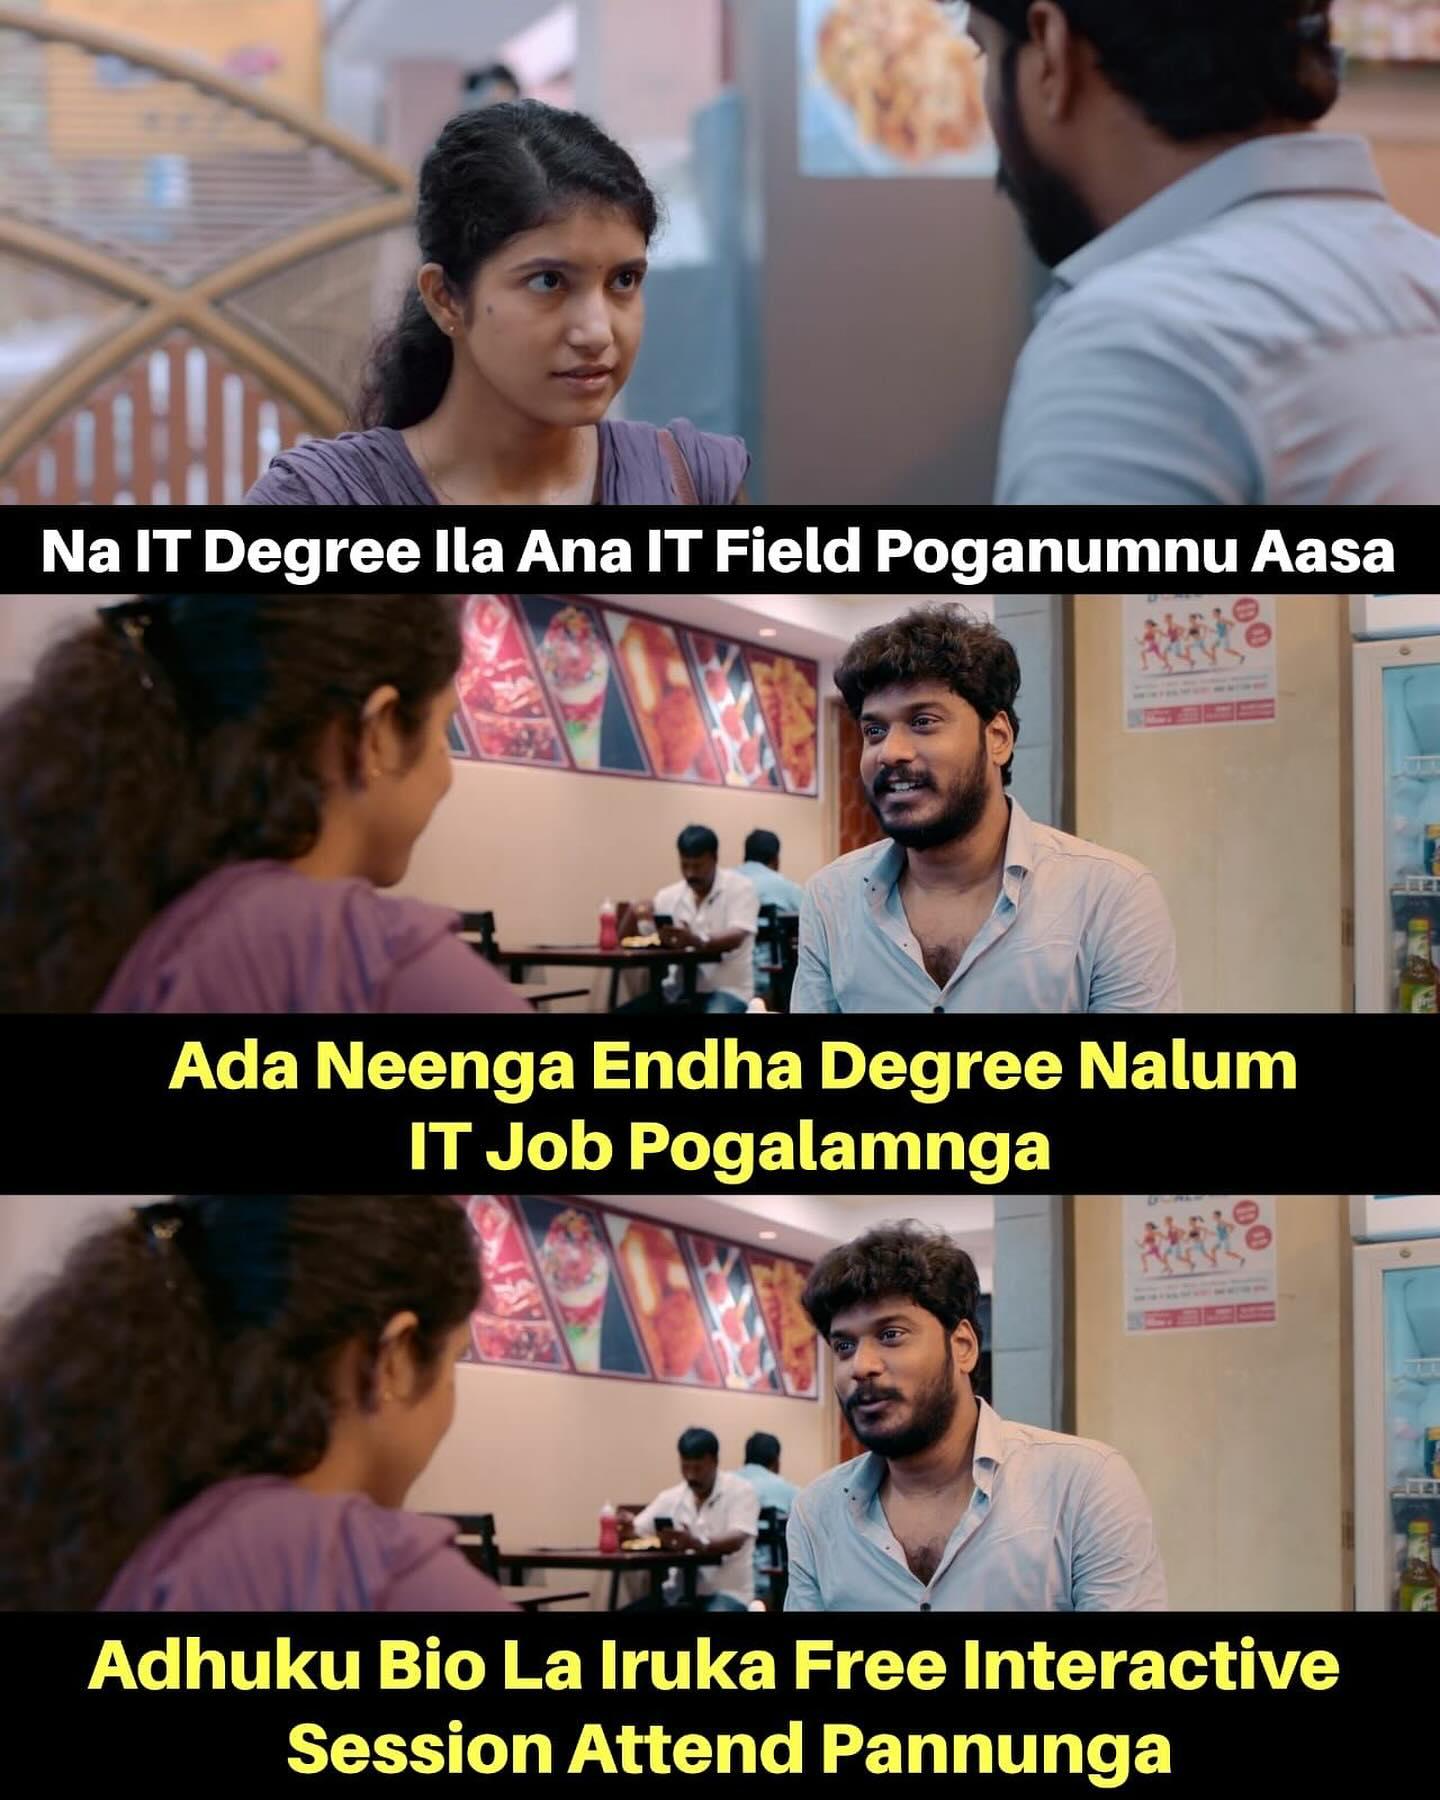 Na IT Degree Ila Ana IT Field Poganumnu Aasa
Ada Neenga Endha Degree Nalum
IT Job Pogalamnga
Adhuku Bio La Iruka Free Interactive
Session Attend Pannunga